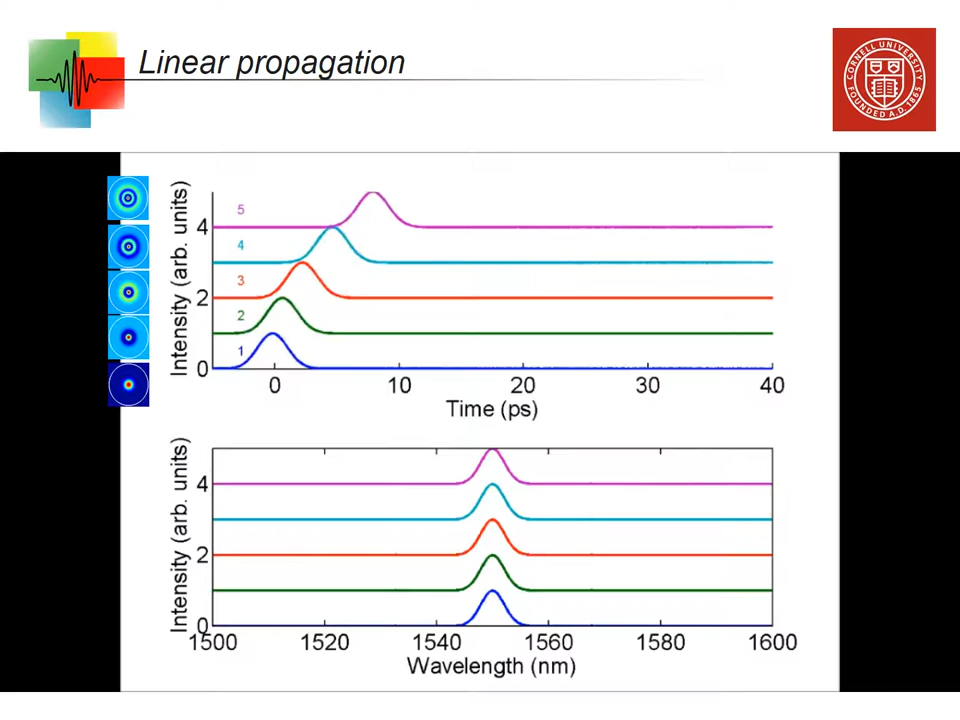 Linear propagation
CORNELL UNIVERSITY
FOUNDED A.D. 1865
Intensity (arb. units)
4
2
0
5
4
3
2
1
0 10 20 30 40
Time (ps)
Intensity (arb. units)
4
2
0
1500 1520 1540 1560 1580 1600
Wavelength (nm)